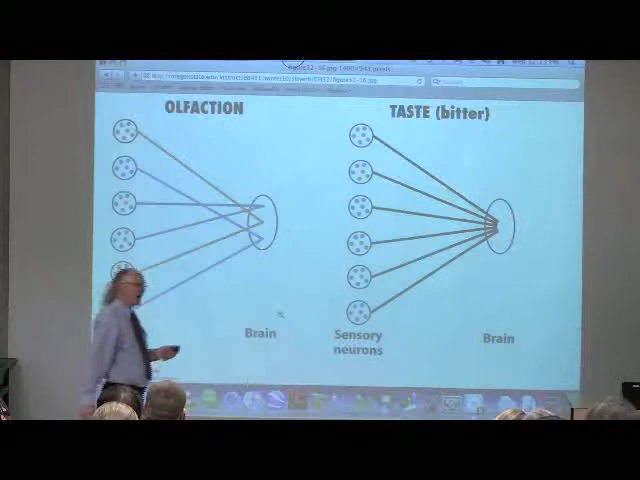 OLFACTION
TASTE (bitter)
Brain
Sensory
neurons
Brain